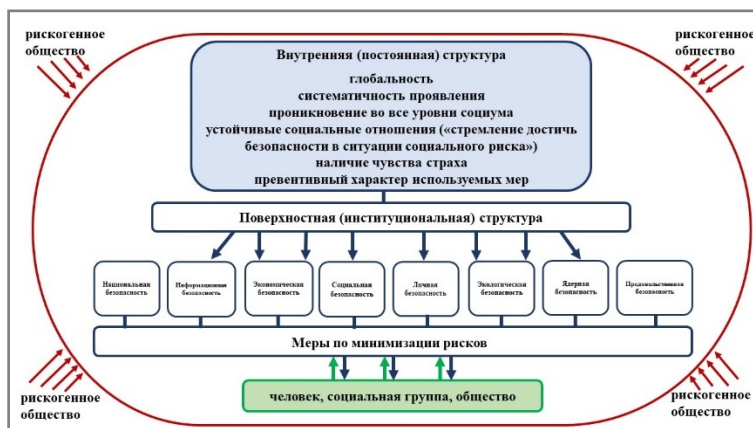 рискогенное
общество
рискогенное
общество
Внутренняя (постоянная) структура
глобальность
систематичность проявления
проникновение во все уровни социума
устойчивые социальные отношения («стремление достичь
безопасности в ситуации социального риска»)
наличие чувства страха
превентивный характер используемых мер
Поверхностная (институциональная) структура
Национальная
безопасность
Информационная
безопасность
Экономическая
безопасность
Социальная
безопасность
Личная
безопасность
Экологическая
безопасность
Ядерная
безопасность
Продовольственная
безопасность
Меры по минимизации рисков
человек, социальная группа, общество
рискогенное
общество
рискогенное
общество